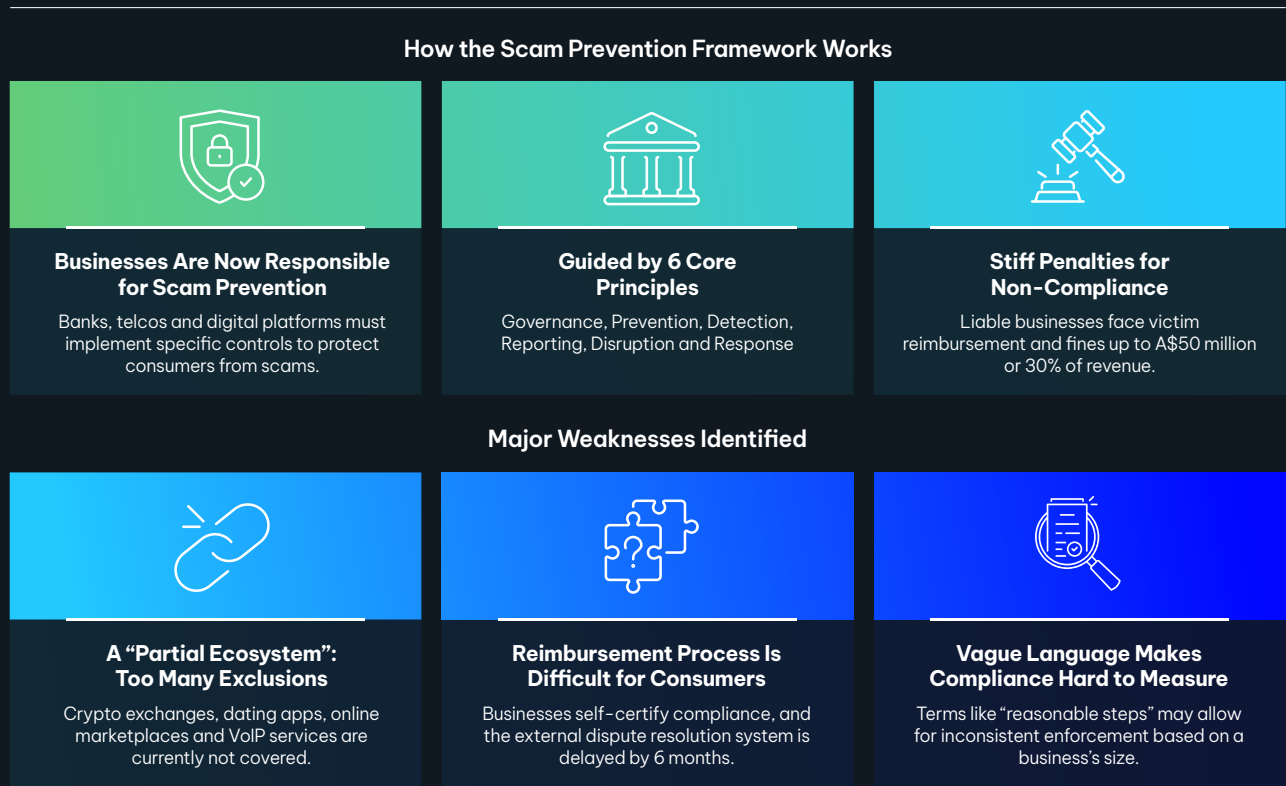 How the Scam Prevention Framework Works
Businesses Are Now Responsible
for Scam Prevention
Banks, telcos and digital platforms must
implement specific controls to protect
consumers from scams.
Guided by 6 Core
Principles
Governance, Prevention, Detection,
Reporting, Disruption and Response
Stiff Penalties for
Non-Compliance
Liable businesses face victim
reimbursement and fines up to A$50 million
or 30% of revenue.
Major Weaknesses Identified
A “Partial Ecosystem”:
Too Many Exclusions
Crypto exchanges, dating apps, online
marketplaces and VoIP services are
currently not covered.
?
Reimbursement Process Is
Difficult for Consumers
Businesses self-certify compliance, and
the external dispute resolution system is
delayed by 6 months.
Vague Language Makes
Compliance Hard to Measure
Terms like “reasonable steps” may allow
for inconsistent enforcement based on a
business’s size.